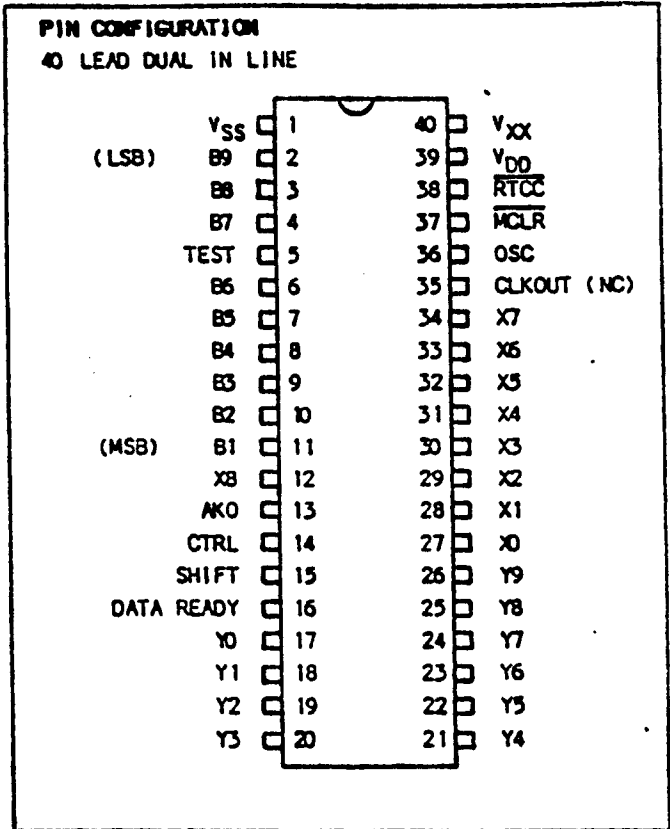 PIN CONFIGURATION
40 LEAD DUAL IN LINE
VSS 1 40 VXX
(LSB) B9 2 39 VDD
B8 3 38 RTCC
B7 4 37 MCLR
TEST 5 36 OSC
B6 6 35 CLKOUT (NC)
B5 7 34 X7
B4 8 33 X6
B3 9 32 X5
B2 10 31 X4
(MSB) B1 11 30 X3
X8 12 29 X2
AKO 13 28 X1
CTRL 14 27 X0
SHIFT 15 26 Y9
DATA READY 16 25 Y8
Y0 17 24 Y7
Y1 18 23 Y6
Y2 19 22 Y5
Y3 20 21 Y4